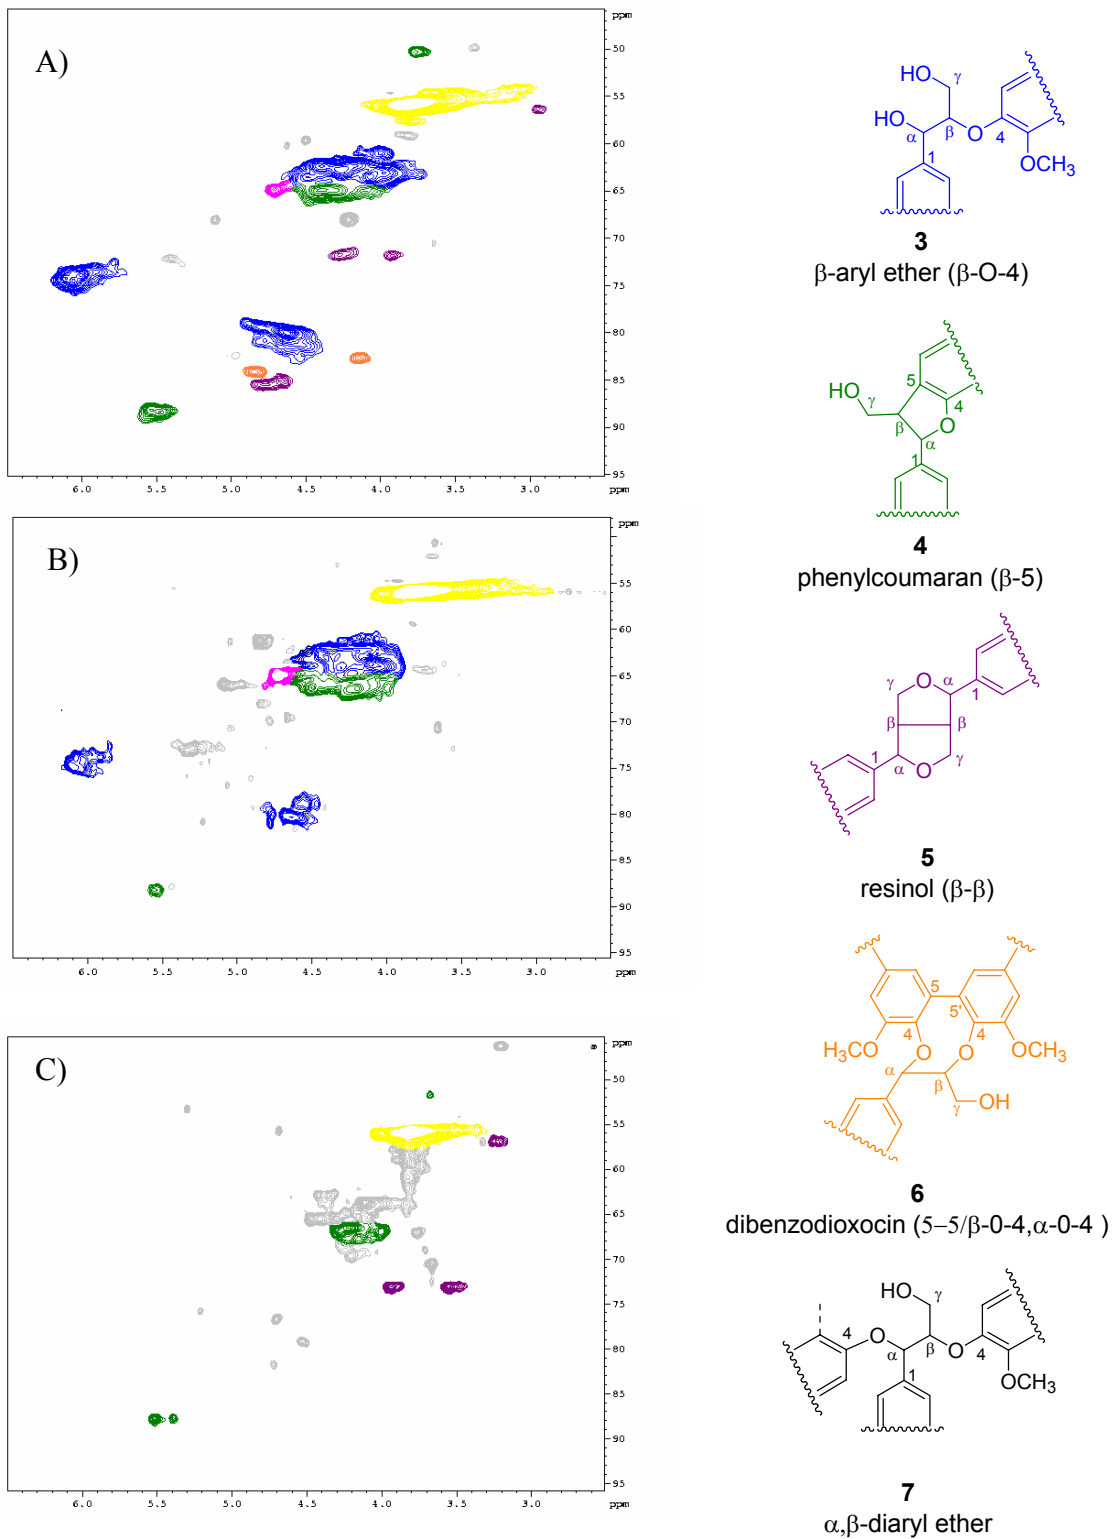 A)
ppm
50
55
60
65
70
75
80
85
90
95
6.0 5.5 5.0 4.5 4.0 3.5 3.0 ppm
B)
ppm
55
60
65
70
75
80
85
90
95
6.0 5.5 5.0 4.5 4.0 3.5 3.0 ppm
C)
ppm
50
55
60
65
70
75
80
85
90
95
6.0 5.5 5.0 4.5 4.0 3.5 3.0 ppm
HO γ
HO α β O 4
1 OCH3
3
β-aryl ether (β-O-4)
HO 5 4
γ β O
α
1
4
phenylcoumaran (β-5)
γ O α 1
β β
1 α O γ
5
resinol (β-β)
5
5'
4 4
H3CO O O OCH3
α β
γ OH
6
dibenzodioxocin (5–5/β-0-4,α-0-4 )
HO γ
4 O α β O 4
1 OCH3
7
α,β-diaryl ether